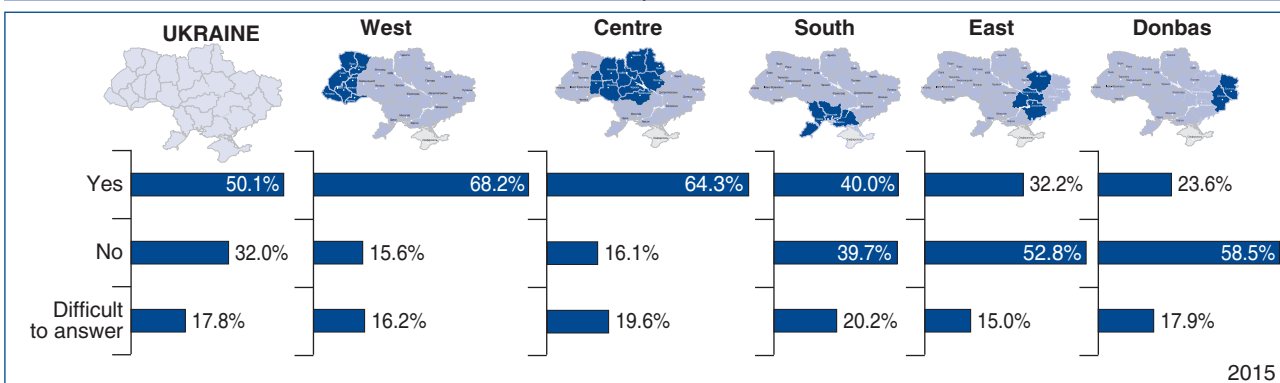 UKRAINE West Centre South East Donbas
Yes 50.1% 68.2% 64.3% 40.0% 32.2% 23.6%
No 32.0% 15.6% 16.1% 39.7% 52.8% 58.5%
Difficult
to answer 17.8% 16.2% 19.6% 20.2% 15.0% 17.9%
2015